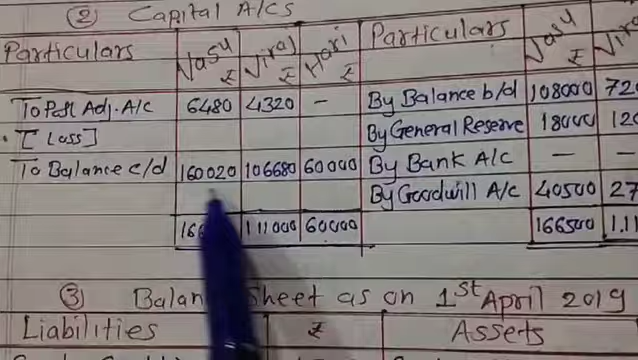 ② Capital A/Cs
Particulars Vasu ₹ Viraj ₹ Hari ₹ Particulars Vasu ₹
To Profit Adj. A/C 6480 4320 – By Balance b/d 108000
[Loss] By General Reserve 18000
To Balance c/d 160020 106680 60000 By Bank A/C – –
By Goodwill A/C 40500
111000 60000 166500
③ Balance Sheet as on 1st April 2019
Liabilities ₹ Assets